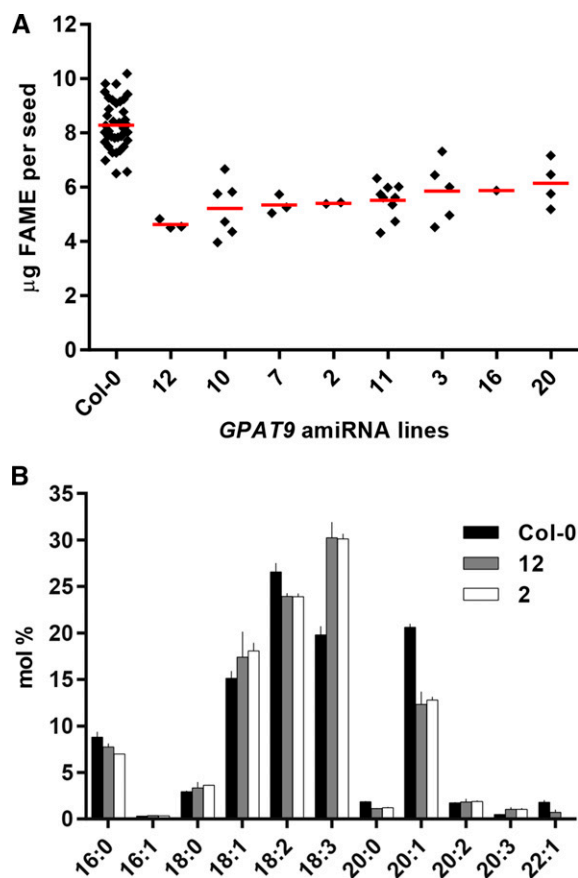 A
12
10
8
6
4
2
0
μg FAME per seed
Col-0 12 10 7 2 11 3 16 20
GPAT9 amiRNA lines
B
35
30
25
20
15
10
5
0
mol %
Col-0
12
2
16:0 16:1 18:0 18:1 18:2 18:3 20:0 20:1 20:2 20:3 22:1